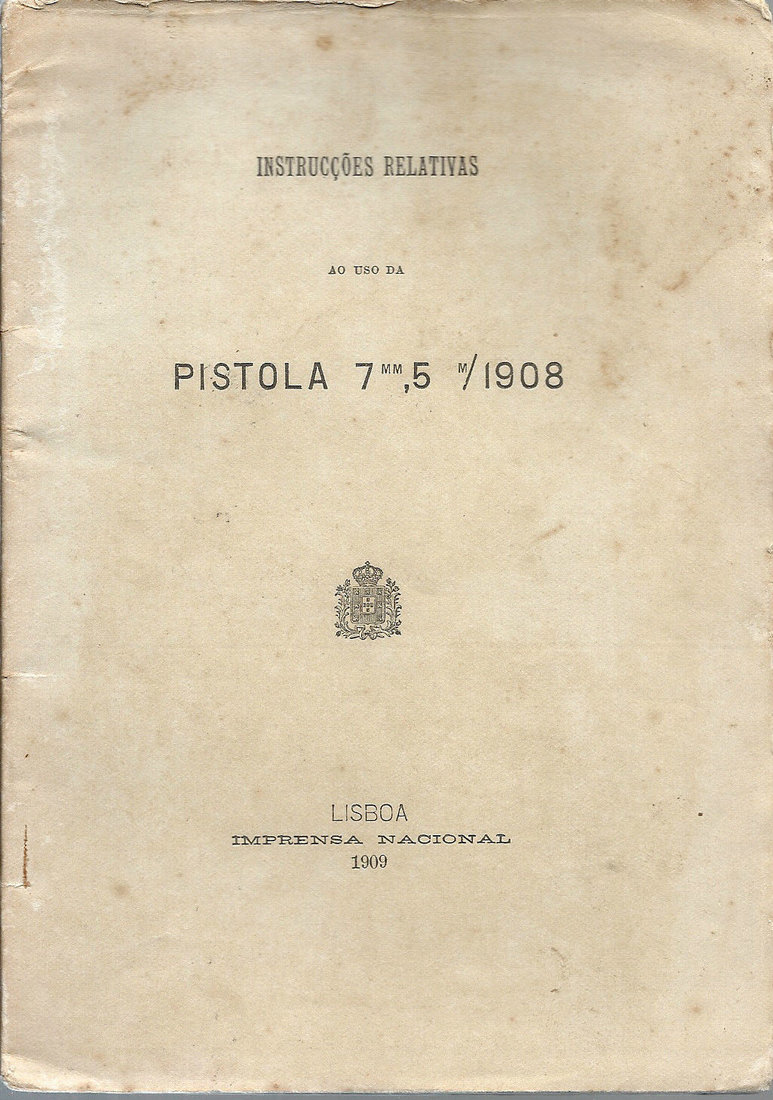 INSTRUCÇÕES RELATIVAS
AO USO DA
PISTOLA 7MM,5 M/1908
LISBOA
IMPRENSA NACIONAL
1909